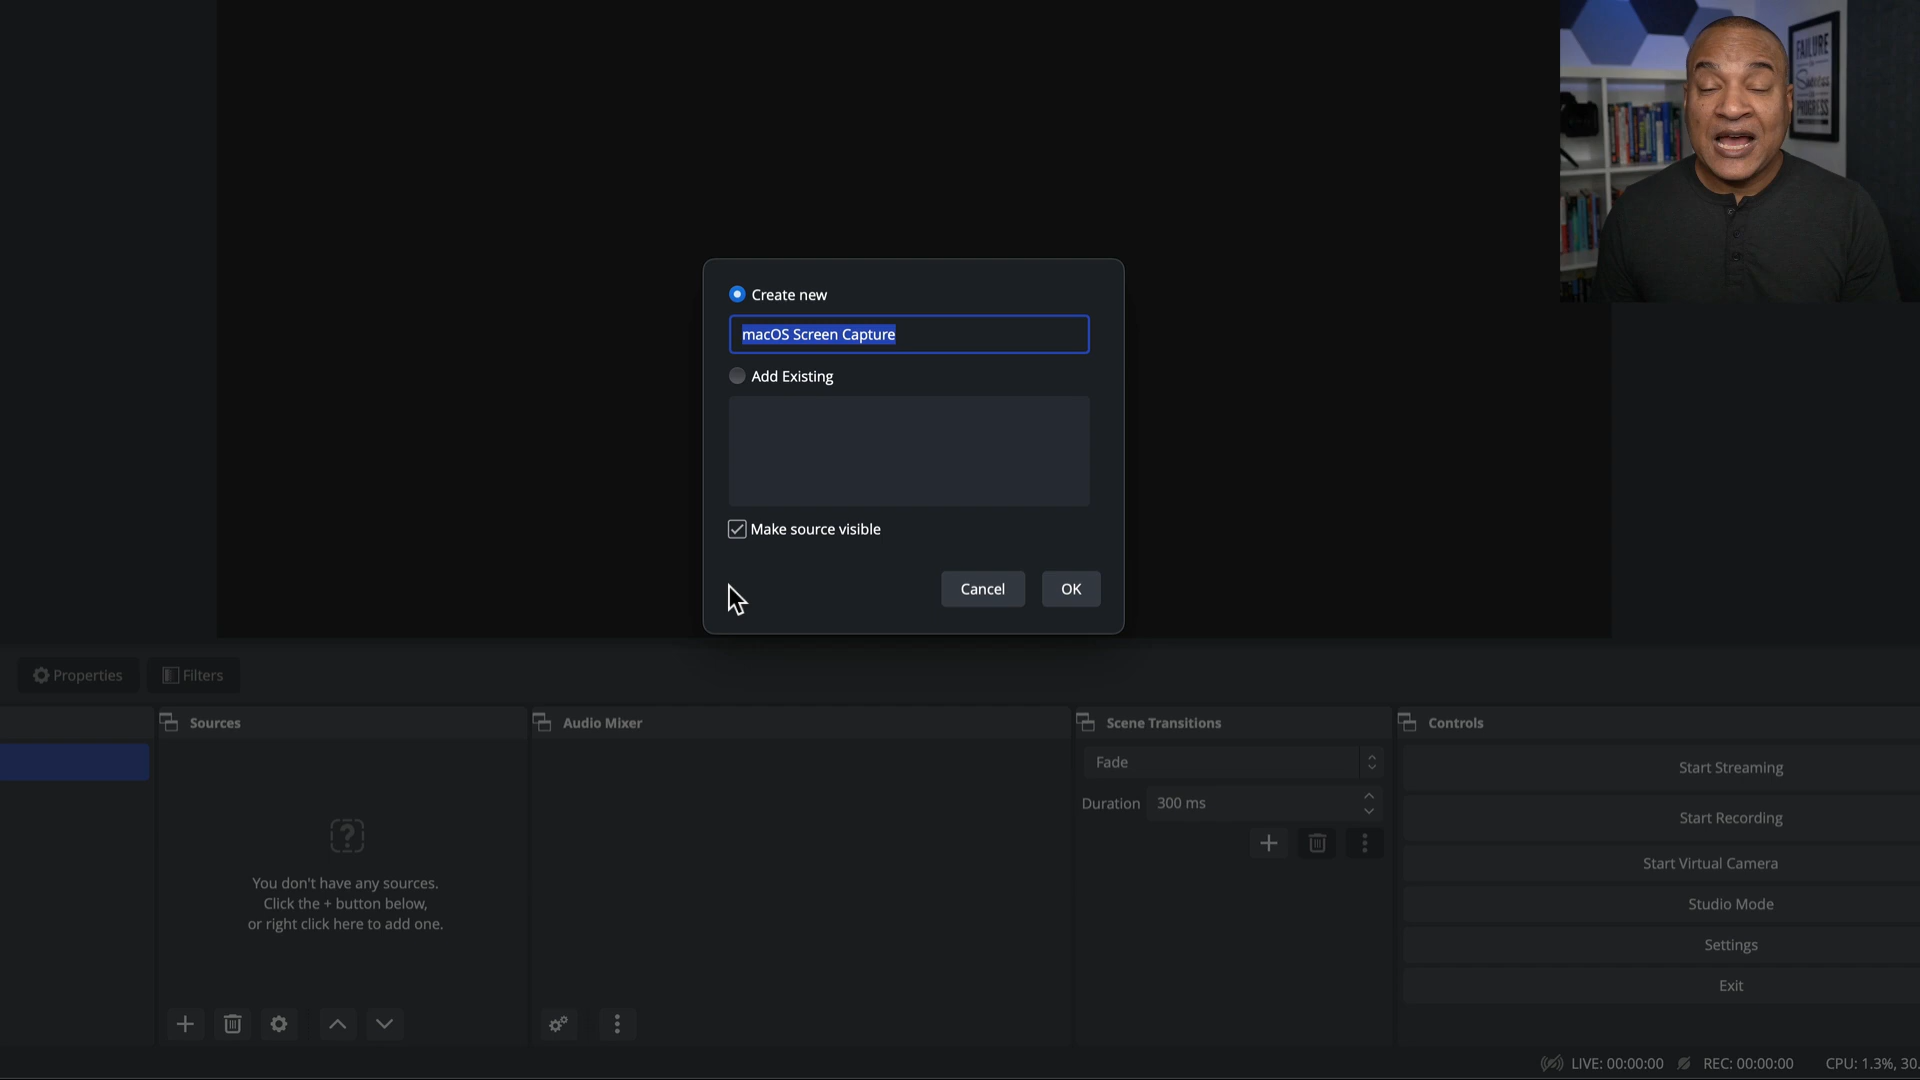 FAILURE
Success
PROGRESS
Create new
macOS Screen Capture
Add Existing
Make source visible
Cancel
OK
Properties
Filters
Sources
Audio Mixer
Scene Transitions
Controls
You don't have any sources.
Click the + button below,
or right click here to add one.
Fade
Duration
300 ms
Start Streaming
Start Recording
Start Virtual Camera
Studio Mode
Settings
Exit
LIVE: 00:00:00
REC: 00:00:00
CPU: 1.3%, 30.